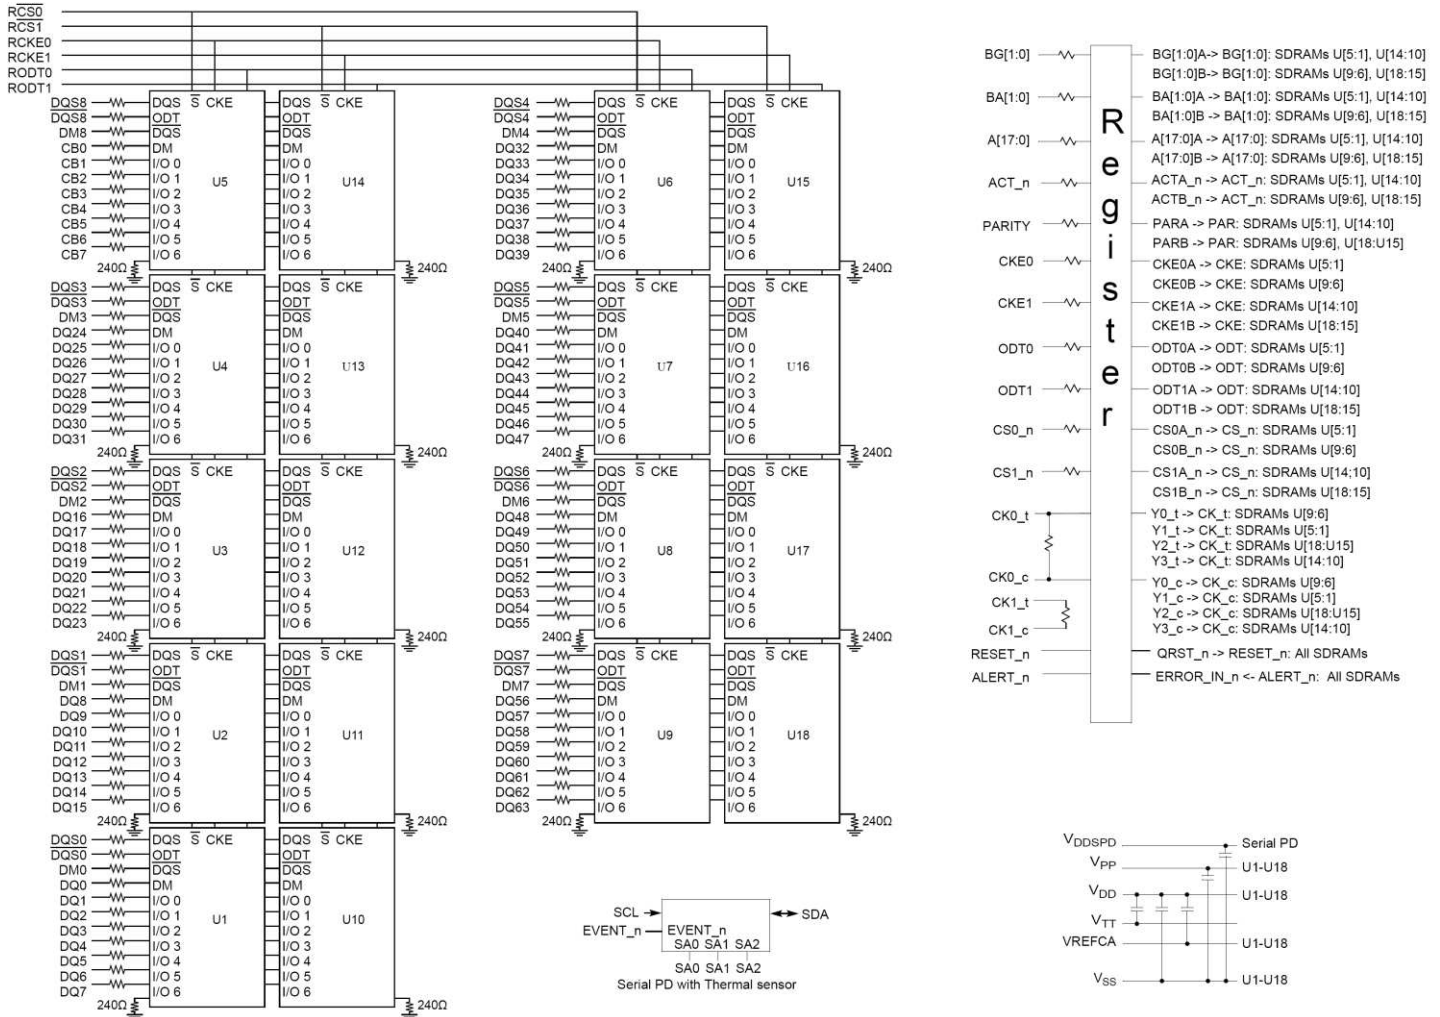 RCS0
RCS1
RCKE0
RCKE1
RODT0
RODT1
DQS8 DQS S CKE DQS S CKE
DQS8 ODT ODT
DM8 DQS DQS
CB0 DM DM
CB1 I/O 0 I/O 0
CB2 I/O 1 U5 I/O 1 U14
CB3 I/O 2 I/O 2
CB4 I/O 3 I/O 3
CB5 I/O 4 I/O 4
CB6 I/O 5 I/O 5
CB7 I/O 6 I/O 6
240Ω 240Ω
DQS3 DQS S CKE DQS S CKE
DQS3 ODT ODT
DM3 DQS DQS
DQ24 DM DM
DQ25 I/O 0 I/O 0
DQ26 I/O 1 U4 I/O 1 U13
DQ27 I/O 2 I/O 2
DQ28 I/O 3 I/O 3
DQ29 I/O 4 I/O 4
DQ30 I/O 5 I/O 5
DQ31 I/O 6 I/O 6
240Ω 240Ω
DQS2 DQS S CKE DQS S CKE
DQS2 ODT ODT
DM2 DQS DQS
DQ16 DM DM
DQ17 I/O 0 I/O 0
DQ18 I/O 1 U3 I/O 1 U12
DQ19 I/O 2 I/O 2
DQ20 I/O 3 I/O 3
DQ21 I/O 4 I/O 4
DQ22 I/O 5 I/O 5
DQ23 I/O 6 I/O 6
240Ω 240Ω
DQS1 DQS S CKE DQS S CKE
DQS1 ODT ODT
DM1 DQS DQS
DQ8 DM DM
DQ9 I/O 0 I/O 0
DQ10 I/O 1 U2 I/O 1 U11
DQ11 I/O 2 I/O 2
DQ12 I/O 3 I/O 3
DQ13 I/O 4 I/O 4
DQ14 I/O 5 I/O 5
DQ15 I/O 6 I/O 6
240Ω 240Ω
DQS0 DQS S CKE DQS S CKE
DQS0 ODT ODT
DM0 DQS DQS
DQ0 DM DM
DQ1 I/O 0 I/O 0
DQ2 I/O 1 U1 I/O 1 U10
DQ3 I/O 2 I/O 2
DQ4 I/O 3 I/O 3
DQ5 I/O 4 I/O 4
DQ6 I/O 5 I/O 5
DQ7 I/O 6 I/O 6
240Ω 240Ω
DQS4 DQS S CKE DQS S CKE
DQS4 ODT ODT
DM4 DQS DQS
DQ32 DM DM
DQ33 I/O 0 I/O 0
DQ34 I/O 1 U6 I/O 1 U15
DQ35 I/O 2 I/O 2
DQ36 I/O 3 I/O 3
DQ37 I/O 4 I/O 4
DQ38 I/O 5 I/O 5
DQ39 I/O 6 I/O 6
240Ω 240Ω
DQS5 DQS S CKE DQS S CKE
DQS5 ODT ODT
DM5 DQS DQS
DQ40 DM DM
DQ41 I/O 0 I/O 0
DQ42 I/O 1 U7 I/O 1 U16
DQ43 I/O 2 I/O 2
DQ44 I/O 3 I/O 3
DQ45 I/O 4 I/O 4
DQ46 I/O 5 I/O 5
DQ47 I/O 6 I/O 6
240Ω 240Ω
DQS6 DQS S CKE DQS S CKE
DQS6 ODT ODT
DM6 DQS DQS
DQ48 DM DM
DQ49 I/O 0 I/O 0
DQ50 I/O 1 U8 I/O 1 U17
DQ51 I/O 2 I/O 2
DQ52 I/O 3 I/O 3
DQ53 I/O 4 I/O 4
DQ54 I/O 5 I/O 5
DQ55 I/O 6 I/O 6
240Ω 240Ω
DQS7 DQS S CKE DQS S CKE
DQS7 ODT ODT
DM7 DQS DQS
DQ56 DM DM
DQ57 I/O 0 I/O 0
DQ58 I/O 1 U9 I/O 1 U18
DQ59 I/O 2 I/O 2
DQ60 I/O 3 I/O 3
DQ61 I/O 4 I/O 4
DQ62 I/O 5 I/O 5
DQ63 I/O 6 I/O 6
240Ω 240Ω
SCL SDA
EVENT_n EVENT_n
SA0 SA1 SA2
SA0 SA1 SA2
Serial PD with Thermal sensor
Register
BG[1:0] BG[1:0]A-> BG[1:0]: SDRAMs U[5:1], U[14:10]
BG[1:0]B-> BG[1:0]: SDRAMs U[9:6], U[18:15]
BA[1:0] BA[1:0]A -> BA[1:0]: SDRAMs U[5:1], U[14:10]
BA[1:0]B -> BA[1:0]: SDRAMs U[9:6], U[18:15]
A[17:0] A[17:0]A -> A[17:0]: SDRAMs U[5:1], U[14:10]
A[17:0]B -> A[17:0]: SDRAMs U[9:6], U[18:15]
ACT_n ACTA_n -> ACT_n: SDRAMs U[5:1], U[14:10]
ACTB_n -> ACT_n: SDRAMs U[9:6], U[18:15]
PARITY PARA -> PAR: SDRAMs U[5:1], U[14:10]
PARB -> PAR: SDRAMs U[9:6], U[18:U15]
CKE0 CKE0A -> CKE: SDRAMs U[5:1]
CKE0B -> CKE: SDRAMs U[9:6]
CKE1 CKE1A -> CKE: SDRAMs U[14:10]
CKE1B -> CKE: SDRAMs U[18:15]
ODT0 ODT0A -> ODT: SDRAMs U[5:1]
ODT0B -> ODT: SDRAMs U[9:6]
ODT1 ODT1A -> ODT: SDRAMs U[14:10]
ODT1B -> ODT: SDRAMs U[18:15]
CS0_n CS0A_n -> CS_n: SDRAMs U[5:1]
CS0B_n -> CS_n: SDRAMs U[9:6]
CS1_n CS1A_n -> CS_n: SDRAMs U[14;10]
CS1B_n -> CS_n: SDRAMs U[18:15]
CK0_t Y0_t -> CK_t: SDRAMs U[9:6]
Y1_t -> CK_t: SDRAMs U[5:1]
Y2_t -> CK_t: SDRAMs U[18:U15]
Y3_t -> CK_t: SDRAMs U[14:10]
CK0_c Y0_c -> CK_c: SDRAMs U[9:6]
CK1_t Y1_c -> CK_c: SDRAMs U[5:1]
Y2_c -> CK_c: SDRAMs U[18:U15]
CK1_c Y3_c -> CK_c: SDRAMs U[14:10]
RESET_n QRST_n -> RESET_n: All SDRAMs
ALERT_n ERROR_IN_n <- ALERT_n: All SDRAMs
VDDSPD Serial PD
VPP U1-U18
VDD U1-U18
VTT
VREFCA U1-U18
VSS U1-U18